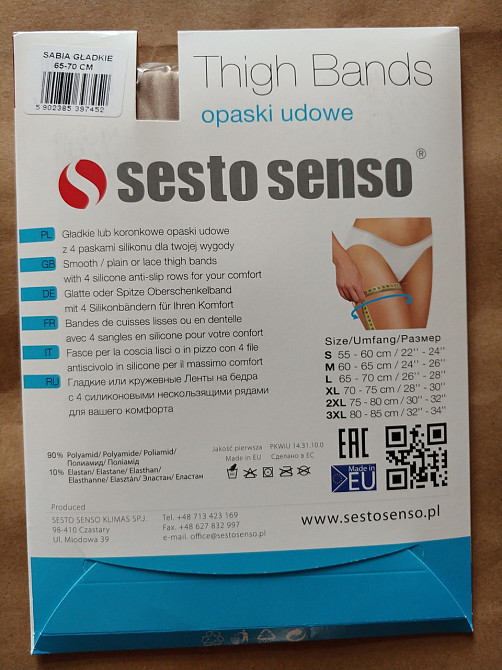 SABIA GŁADKIE
65-70 CM
5 902385 397452
Thigh Bands
opaski udowe
sesto senso®
PL Gładkie lub koronkowe opaski udowe
z 4 paskami silikonu dla twojej wygody
GB Smooth / plain or lace thigh bands
with 4 silicone anti-slip rows for your comfort
DE Glatte oder Spitze Oberschenkelband
mit 4 Silikonbändern für Ihren Komfort
FR Bandes de cuisses lisses ou en dentelle
avec 4 sangles en silicone pour votre confort
IT Fasce per la coscia lisci o in pizzo con 4 file
antiscivolo in silicone per il massimo comfort
RU Гладкие или кружевные Ленты на бедра
с 4 силиконовыми нескользящими рядами
для вашего комфорта
Size/Umfang/Размер
S 55 - 60 cm / 22'' - 24''
M 60 - 65 cm / 24'' - 26''
L 65 - 70 cm / 26'' - 28''
XL 70 - 75 cm / 28'' - 30''
2XL 75 - 80 cm / 30'' - 32''
3XL 80 - 85 cm / 32'' - 34''
90% Polyamid/ Polyamide/ Poliamid/
Полиамид/ Поліамід
10% Elastan/ Elastane/ Elasthan/
Elasthanne/ Elasztán/ Эластан/ Еластан
Jakość pierwsza PKWiU 14.31.10.0
Made in EU Сделано в ЕС
EAC
Made in
EU
Produced
SESTO SENSO KLIMAS SP.J.
98-410 Czastary
Ul. Miodowa 39
Tel. +48 713 423 169
Fax. +48 627 832 997
e-mail. office@sestosenso.pl
www.sestosenso.pl